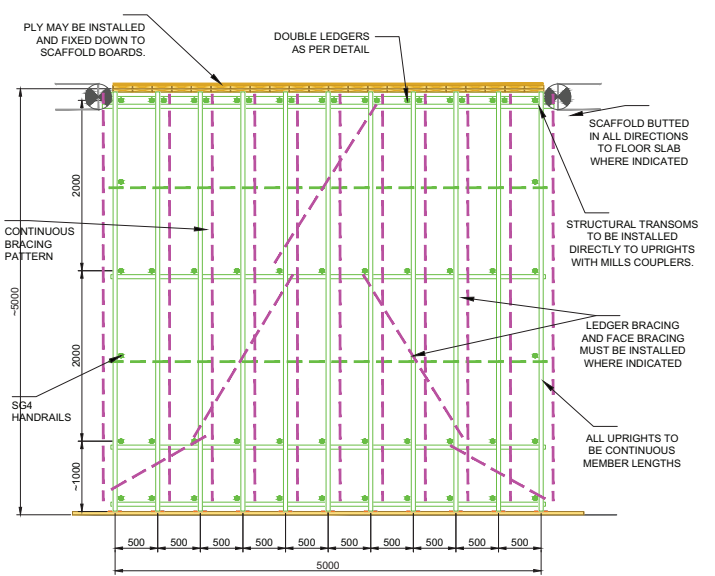 PLY MAY BE INSTALLED
AND FIXED DOWN TO
SCAFFOLD BOARDS.
DOUBLE LEDGERS
AS PER DETAIL
SCAFFOLD BUTTED
IN ALL DIRECTIONS
TO FLOOR SLAB
WHERE INDICATED
2000
STRUCTURAL TRANSOMS
TO BE INSTALLED
DIRECTLY TO UPRIGHTS
WITH MILLS COUPLERS.
CONTINUOUS
BRACING
PATTERN
~5000
LEDGER BRACING
AND FACE BRACING
MUST BE INSTALLED
WHERE INDICATED
2000
SG4
HANDRAILS
ALL UPRIGHTS TO
BE CONTINUOUS
MEMBER LENGTHS
~1000
500 500 500 500 500 500 500 500 500 500
5000